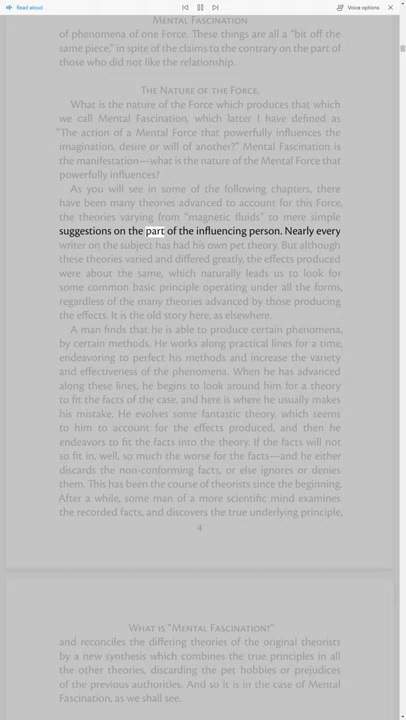 Read aloud
Voice options
MENTAL FASCINATION
of phenomena of one Force. These things are all a "bit off the
same piece," in spite of the claims to the contrary on the part of
those who did not like the relationship.
THE NATURE OF THE FORCE.
What is the nature of the Force which produces that which
we call Mental Fascination, which latter I have defined as
"The action of a Mental Force that powerfully influences the
imagination, desire or will of another?" Mental Fascination is
the manifestation—what is the nature of the Mental Force that
powerfully influences?
As you will see in some of the following chapters, there
have been many theories advanced to account for this Force,
the theories varying from "magnetic fluids" to mere simple
suggestions on the part of the influencing person. Nearly every
writer on the subject has had his own pet theory. But although
these theories varied and differed greatly, the effects produced
were about the same, which naturally leads us to look for
some common basic principle operating under all the forms,
regardless of the many theories advanced by those producing
the effects. It is the old story here, as elsewhere.
A man finds that he is able to produce certain phenomena,
by certain methods. He works along practical lines for a time,
endeavoring to perfect his methods and increase the variety
and effectiveness of the phenomena. When he has advanced
along these lines, he begins to look around him for a theory
to fit the facts of the case, and here is where he usually makes
his mistake. He evolves some fantastic theory, which seems
to him to account for the effects produced, and then he
endeavors to fit the facts into the theory. If the facts will not
so fit in, well, so much the worse for the facts—and he either
discards the non-conforming facts, or else ignores or denies
them. This has been the course of theorists since the beginning.
After a while, some man of a more scientific mind examines
the recorded facts, and discovers the true underlying principle,
4
WHAT IS "MENTAL FASCINATION?"
and reconciles the differing theories of the original theorists
by a new synthesis which combines the true principles in all
the other theories, discarding the pet hobbies or prejudices
of the previous authorities. And so it is in the case of Mental
Fascination, as we shall see.